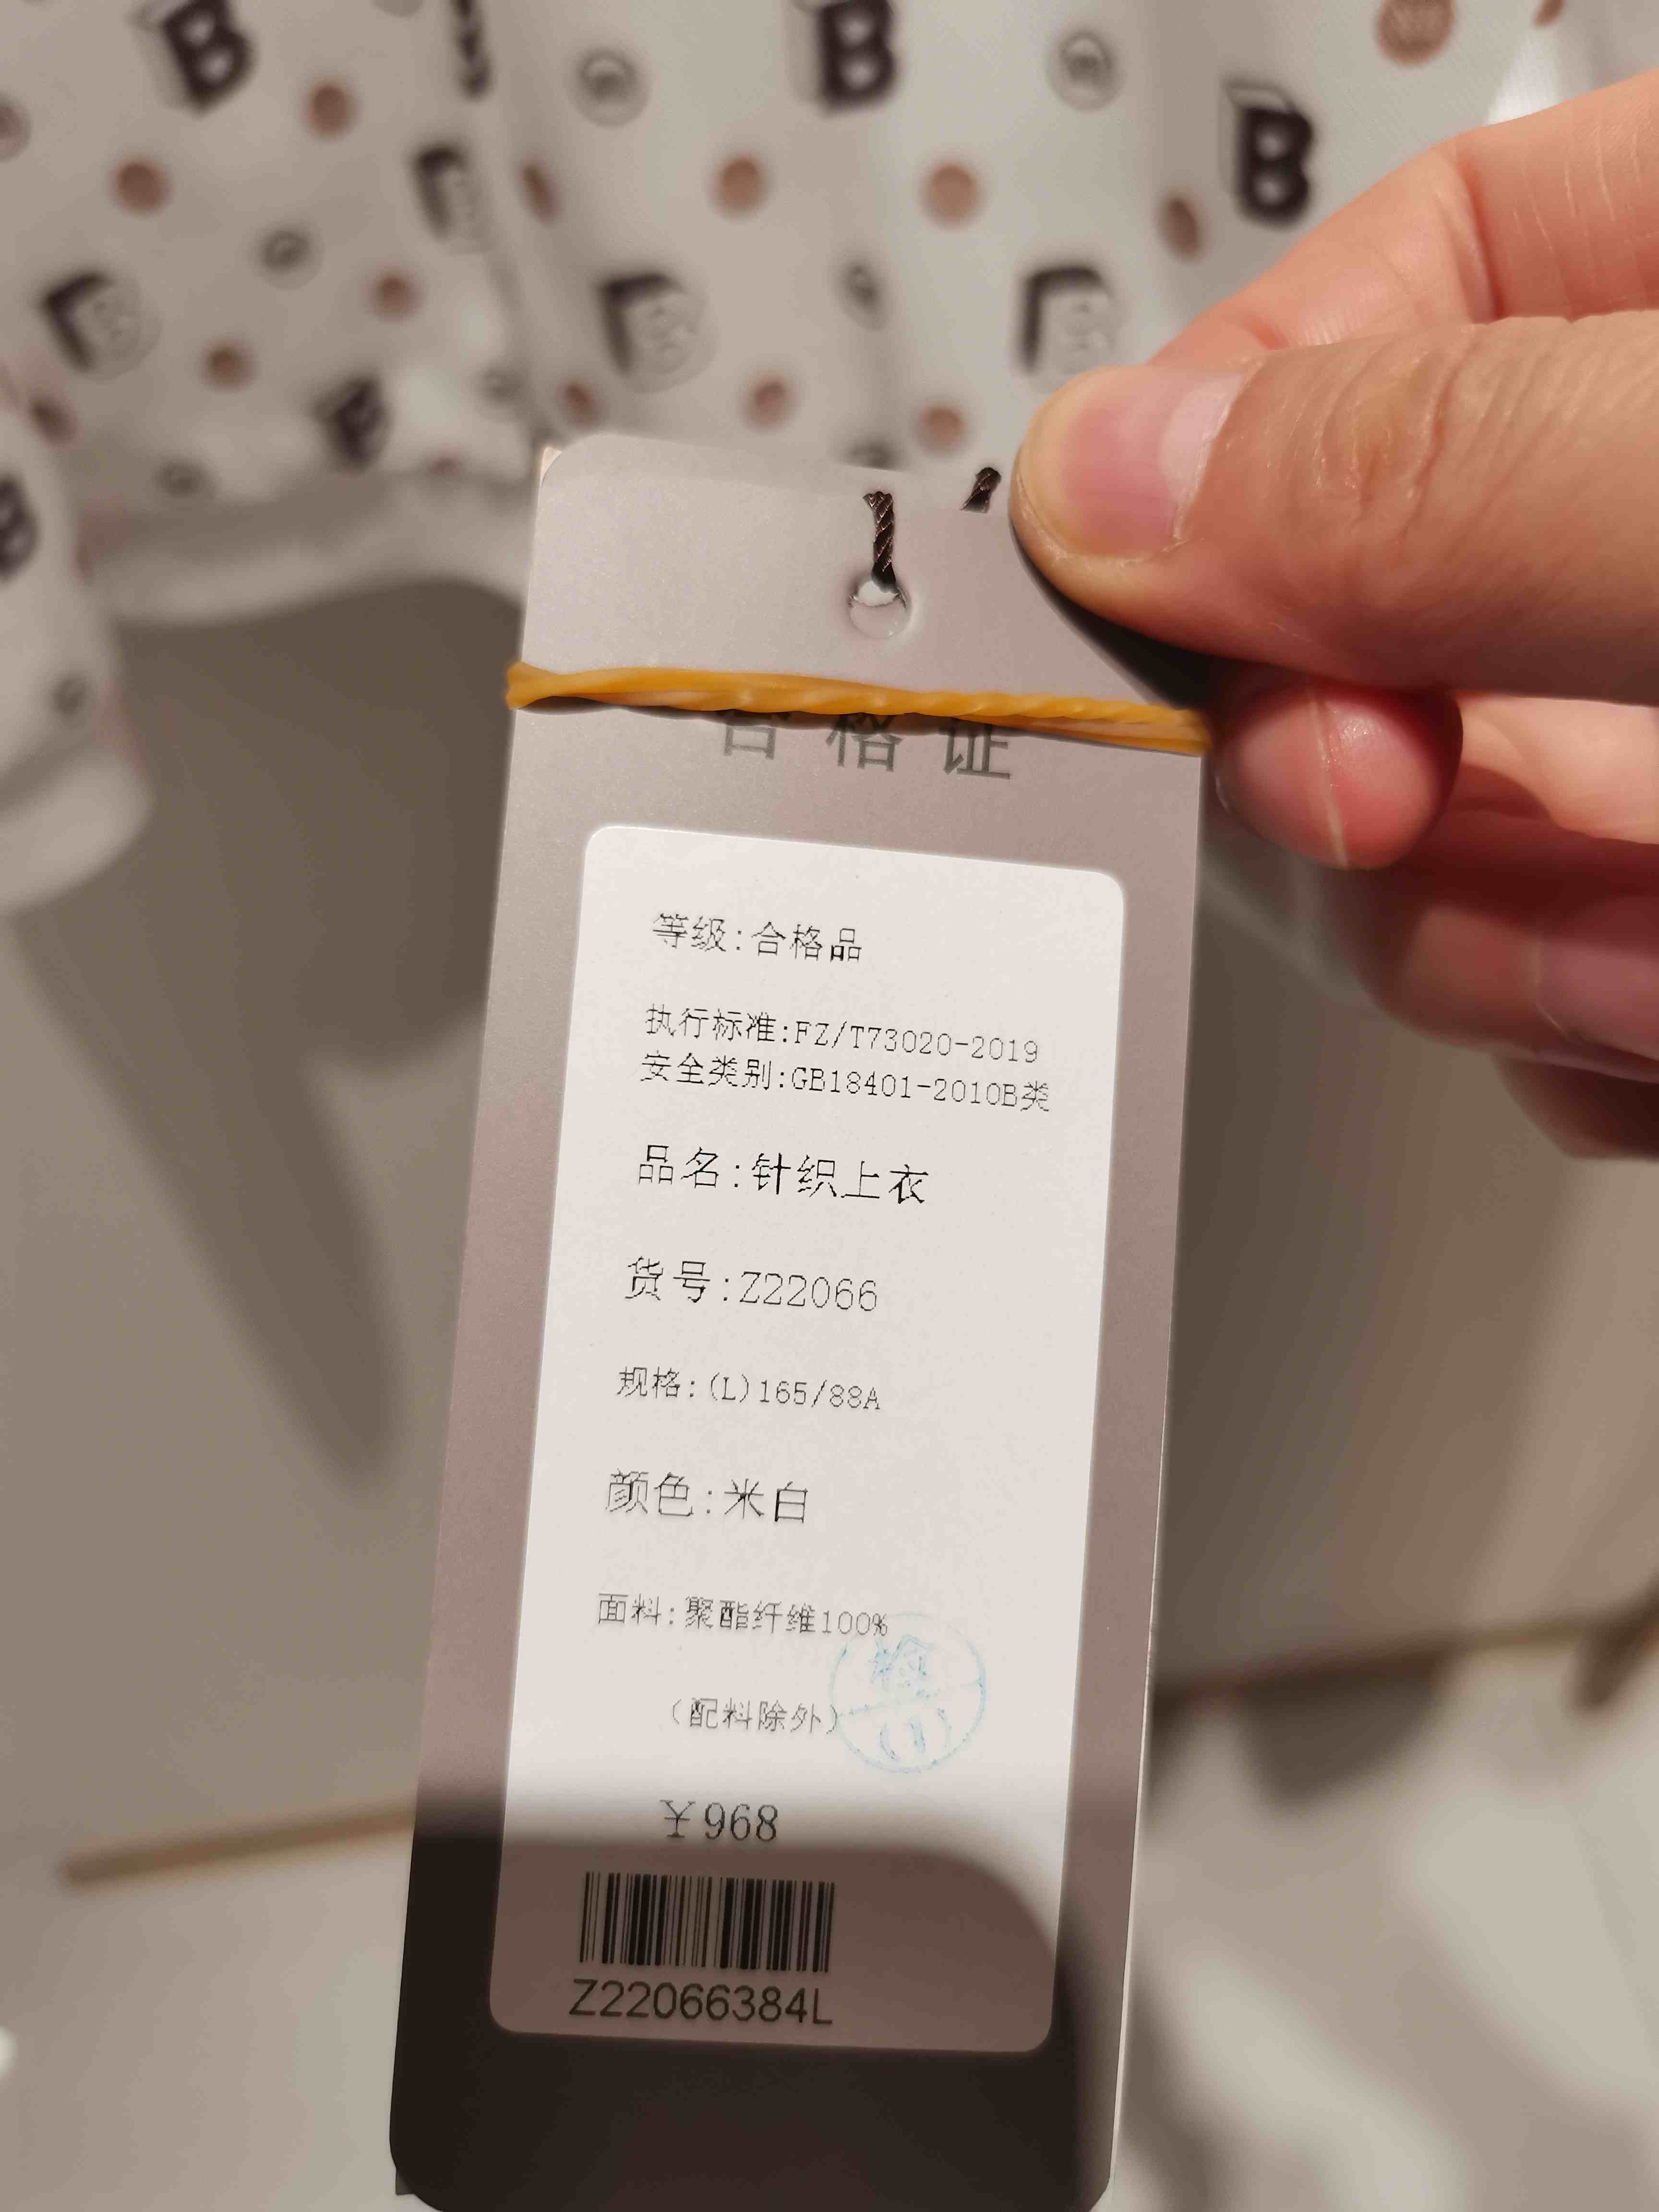 合格证
等级:合格品
执行标准:FZ/T73020-2019
安全类别:GB18401-2010B类
品名:针织上衣
货号:Z22066
规格:(L)165/88A
颜色:米白
面料:聚酯纤维100%
检
(1)
(配料除外)
¥968
Z22066384L
B
B
B